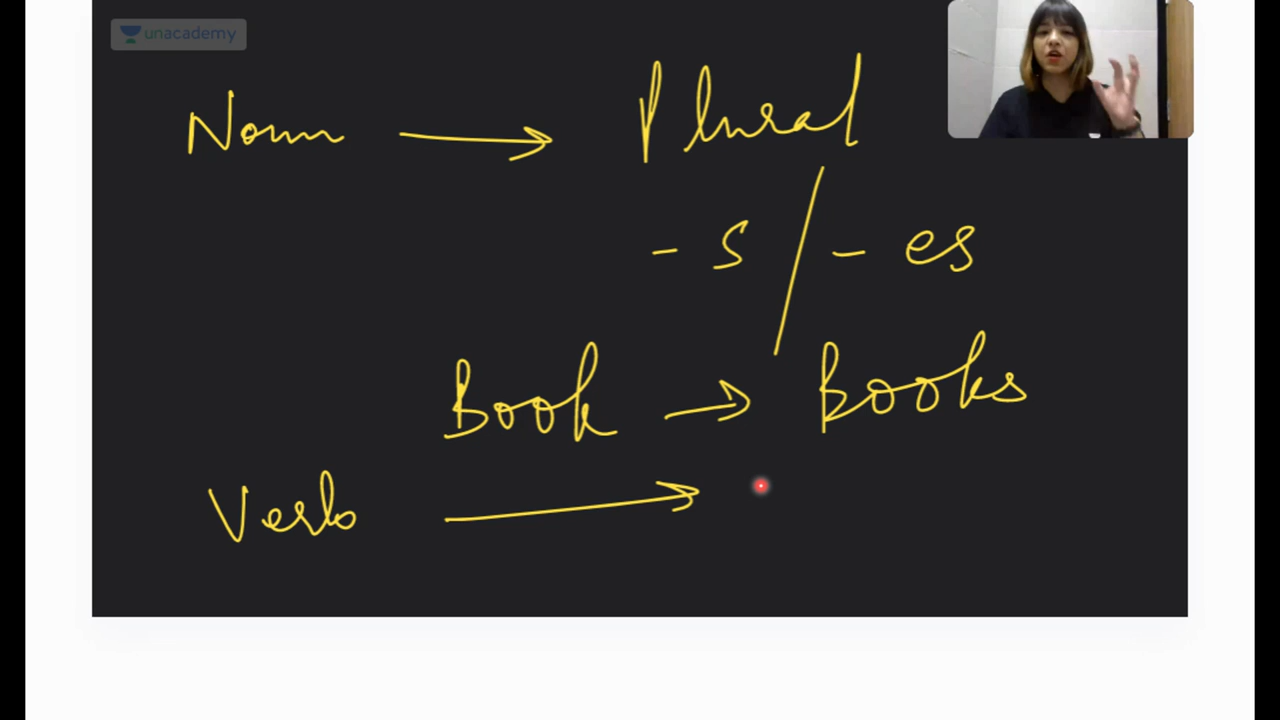 unacademy
Noun → Plural
- s / - es
Book → Books
Verb →